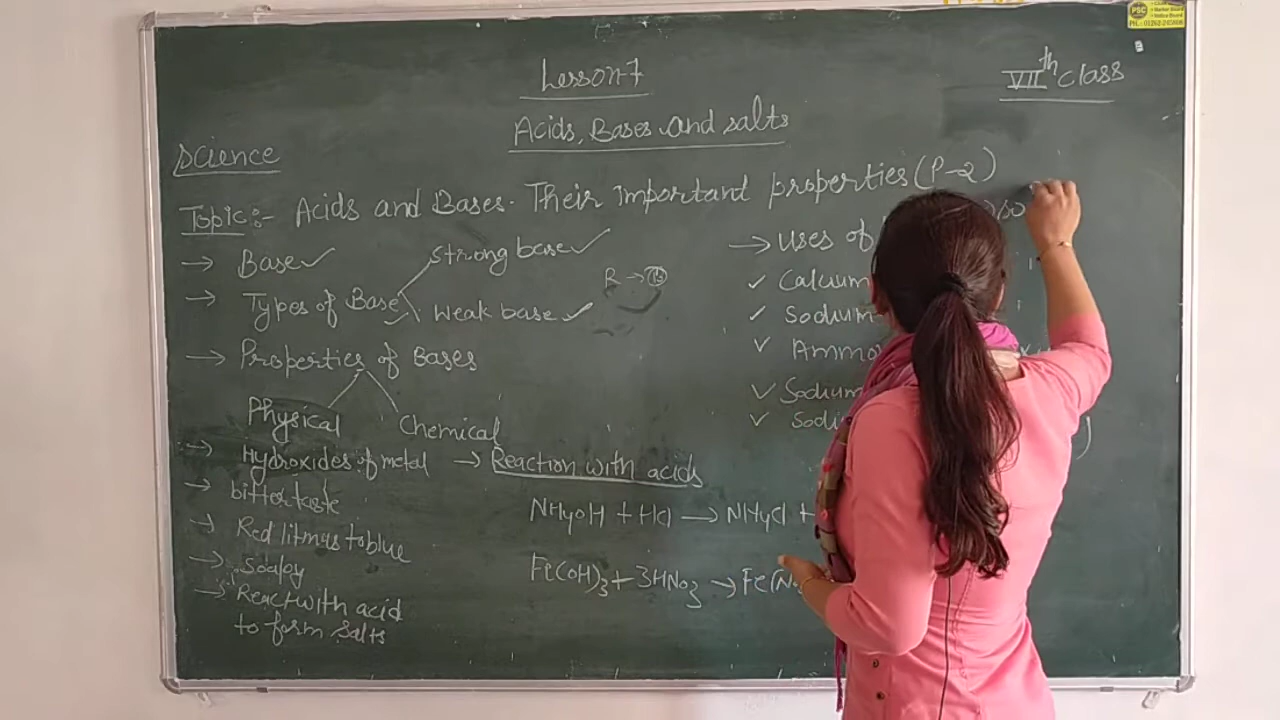 Lesson-7
VIIth class
Acids, Bases and salts
Science
Topic:- Acids and Bases. Their important properties (P-2)
→ Base ✓
Strong base ✓
→ Types of Base
Weak base ✓
R → B
→ Properties of Bases
Physical
Chemical
→ Hydroxides of metal
→ bitter taste
→ Red litmus to blue
→ Soapy
→ React with acid
to form salts
→ Reaction with acids
NH4OH + HCl → NH4Cl +
Fe(OH)3 + 3HNO3 → Fe(N
→ Uses of
✓ Calcium
✓ Sodium
✓ Ammo
✓ Sodium
✓ Sodi
PSC